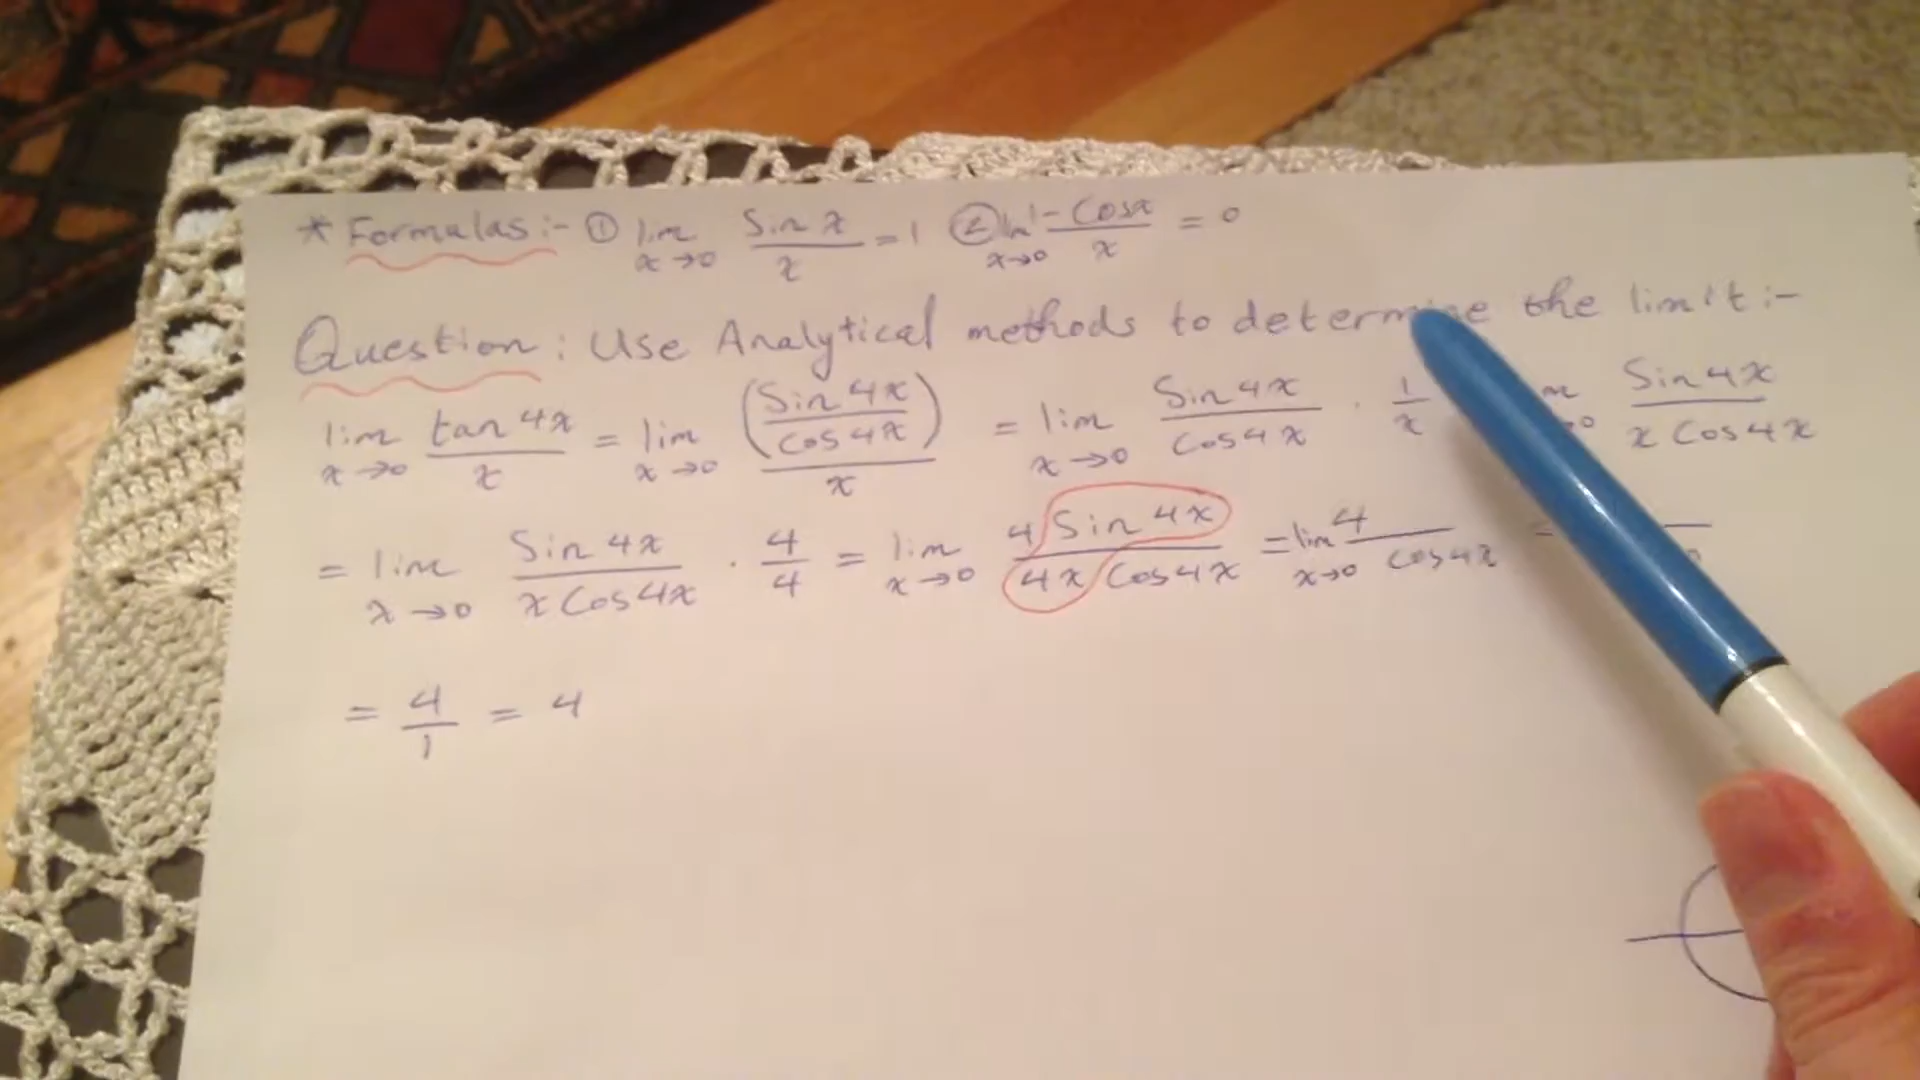 * Formulas :- ① lim x→0 Sin x / x = 1 ② lim x→0 1 - Cosx / x = 0
Question : Use Analytical methods to determine the limit :-
lim x→0 tan 4x / x = lim x→0 (Sin 4x / cos 4x) / x = lim x→0 Sin 4x / Cos 4x · 1 / x Sin 4x / x Cos 4x
= lim x→0 Sin 4x / x Cos 4x · 4 / 4 = lim x→0 4 Sin 4x / 4x Cos 4x = lim x→0 4 / cos 4x =
= 4 / 1 = 4